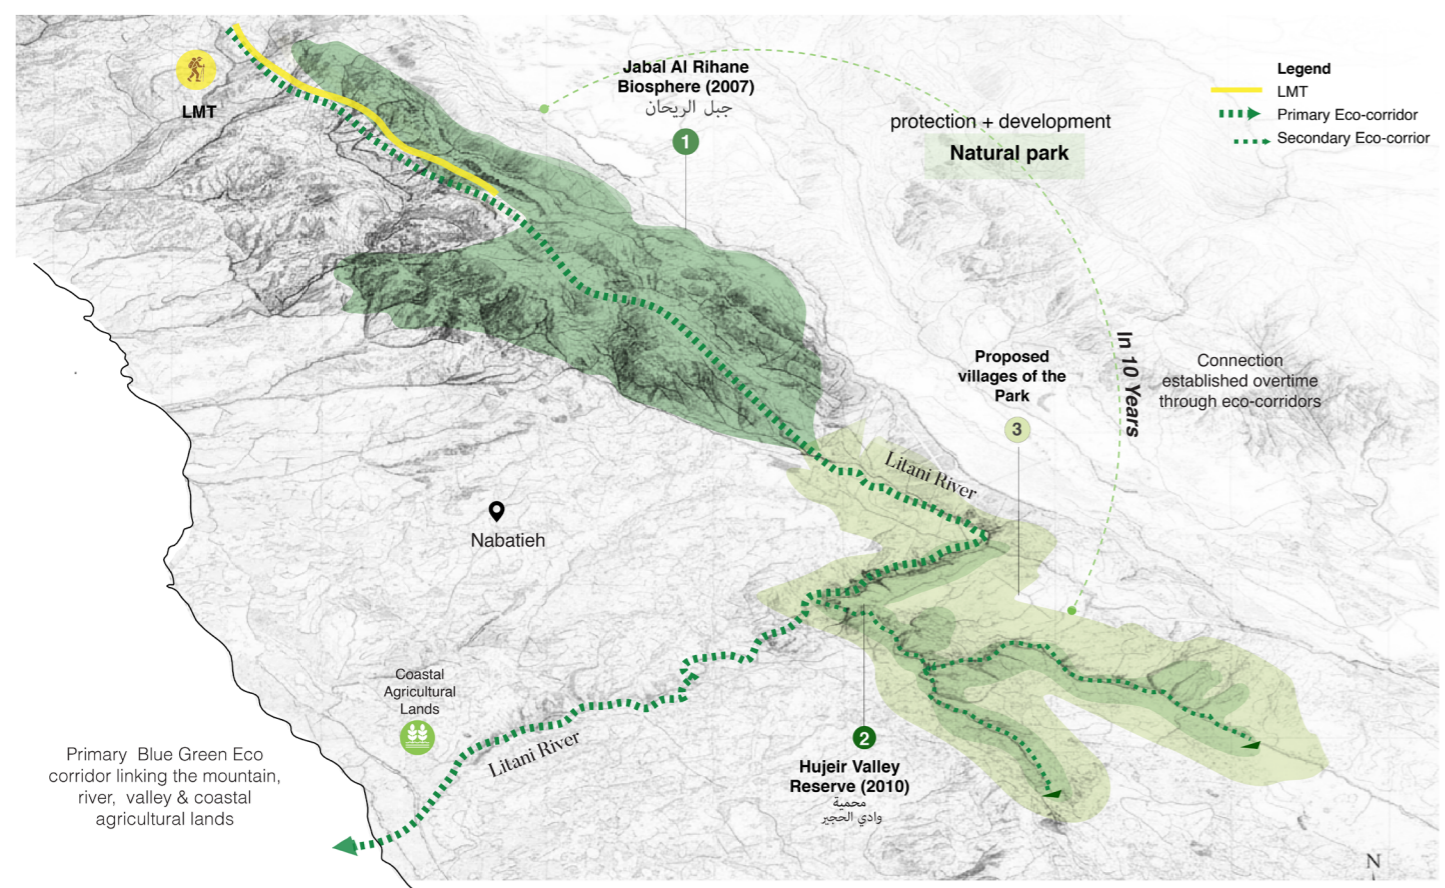 LMT
Jabal Al Rihane
Biosphere (2007)
جبل الريحان
1
protection + development
Natural park
Legend
LMT
Primary Eco-corridor
Secondary Eco-corrior
In 10 Years
Connection
established overtime
through eco-corridors
Proposed
villages of the
Park
3
Litani River
Nabatieh
Coastal
Agricultural
Lands
Litani River
Primary Blue Green Eco
corridor linking the mountain,
river, valley & coastal
agricultural lands
2
Hujeir Valley
Reserve (2010)
محمية
وادي الحجير
N